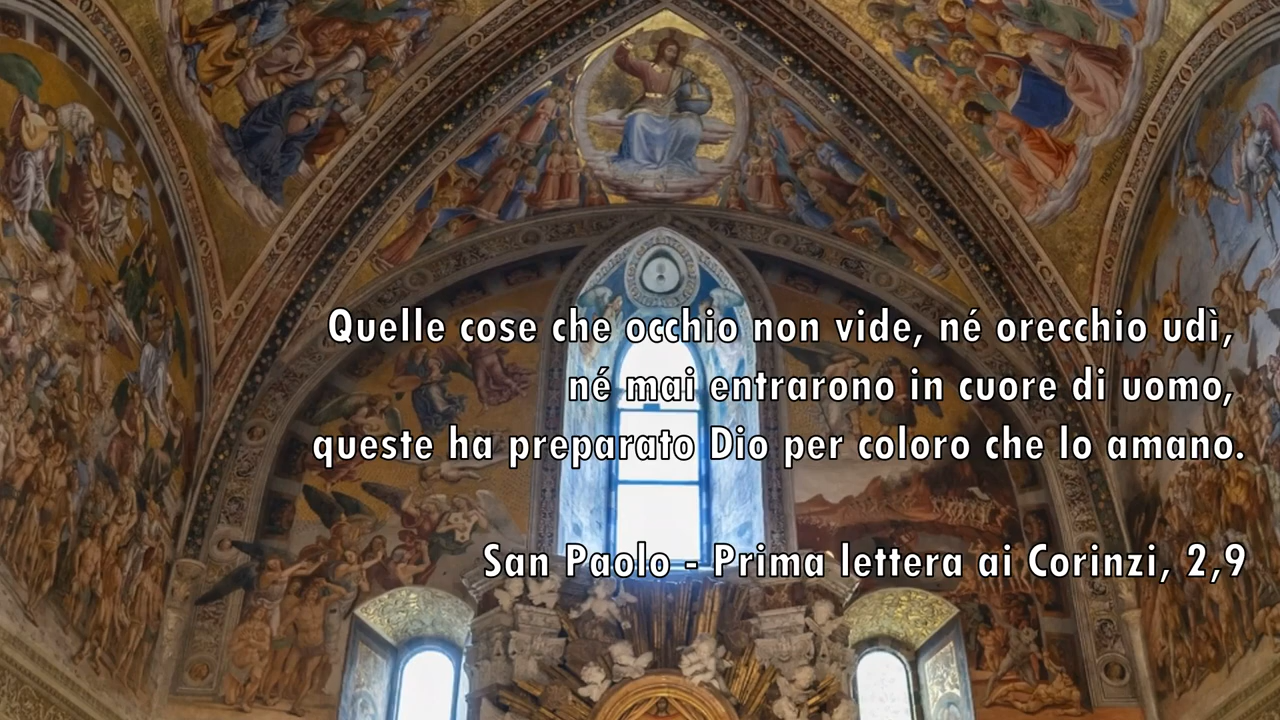 Quelle cose che occhio non vide, né orecchio udì,
né mai entrarono in cuore di uomo,
queste ha preparato Dio per coloro che lo amano.
San Paolo - Prima lettera ai Corinzi, 2,9